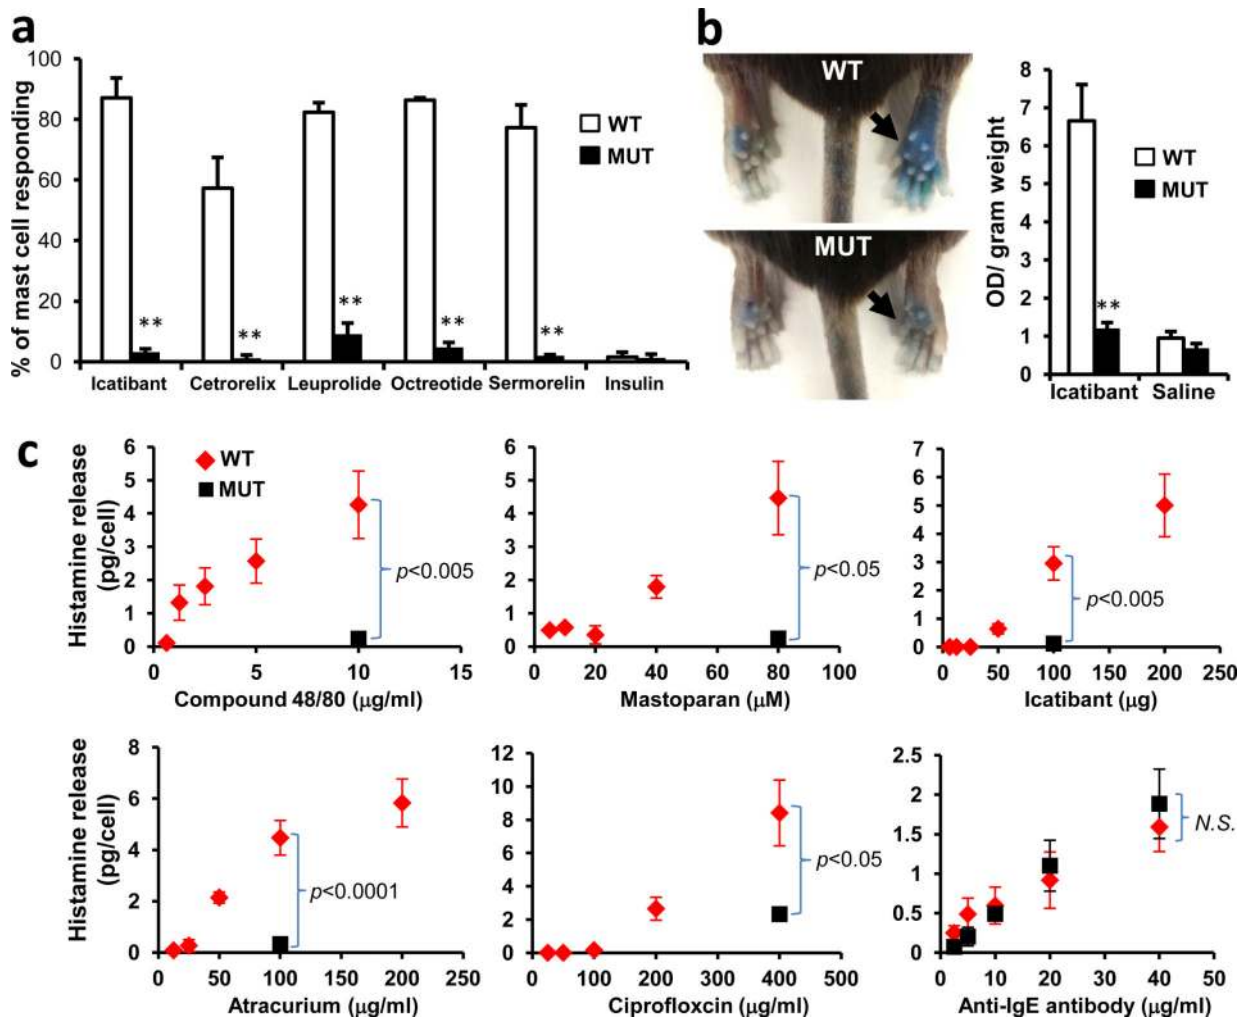 a
% of mast cell responding
100
80
60
40
20
0
** ** ** ** **
Icatibant Cetrorelix Leuprolide Octreotide Sermorelin Insulin
WT
MUT
b
WT
MUT
OD/ gram weight
8
7
6
5
4
3
2
1
0
**
Icatibant Saline
WT
MUT
c
Histamine release
(pg/cell)
6
5
4
3
2
1
0
WT
MUT
p<0.005
0 5 10 15
Compound 48/80 (μg/ml)
6
5
4
3
2
1
0
p<0.05
0 20 40 60 80 100
Mastoparan (μM)
7
6
5
4
3
2
1
0
p<0.005
0 50 100 150 200 250
Icatibant (μg)
Histamine release
(pg/cell)
8
6
4
2
0
p<0.0001
0 50 100 150 200 250
Atracurium (μg/ml)
12
10
8
6
4
2
0
p<0.05
0 100 200 300 400 500
Ciprofloxcin (μg/ml)
2.5
2
1.5
1
0.5
0
N.S.
0 10 20 30 40 50
Anti-IgE antibody (μg/ml)